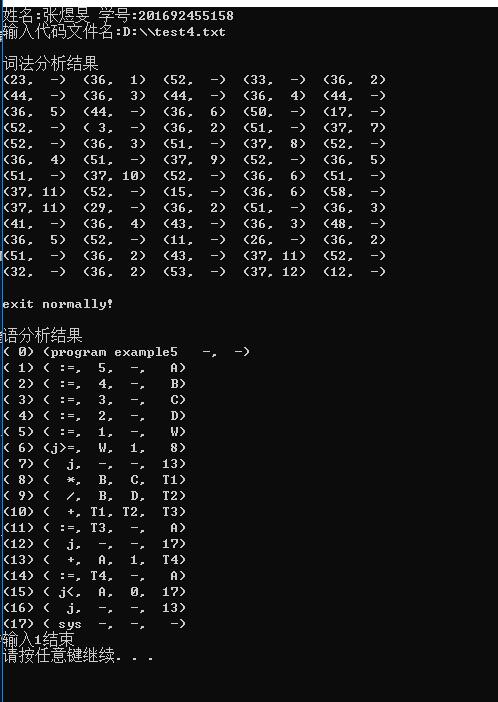 姓名:张煜旻 学号:201692455158
输入代码文件名:D:\\test4.txt
词法分析结果
(23,  -)  (36,  1)  (52,  -)  (33,  -)  (36,  2)
(44,  -)  (36,  3)  (44,  -)  (36,  4)  (44,  -)
(36,  5)  (44,  -)  (36,  6)  (50,  -)  (17,  -)
(52,  -)  ( 3,  -)  (36,  2)  (51,  -)  (37,  7)
(52,  -)  (36,  3)  (51,  -)  (37,  8)  (52,  -)
(36,  4)  (51,  -)  (37,  9)  (52,  -)  (36,  5)
(51,  -)  (37, 10)  (52,  -)  (36,  6)  (51,  -)
(37, 11)  (52,  -)  (15,  -)  (36,  6)  (58,  -)
(37, 11)  (29,  -)  (36,  2)  (51,  -)  (36,  3)
(41,  -)  (36,  4)  (43,  -)  (36,  3)  (48,  -)
(36,  5)  (52,  -)  (11,  -)  (26,  -)  (36,  2)
(51,  -)  (36,  2)  (43,  -)  (37, 11)  (52,  -)
(32,  -)  (36,  2)  (53,  -)  (37, 12)  (12,  -)
exit normally!
语分析结果
( 0) (program example5   -,  -)
( 1) ( :=,  5,  -,   A)
( 2) ( :=,  4,  -,   B)
( 3) ( :=,  3,  -,   C)
( 4) ( :=,  2,  -,   D)
( 5) ( :=,  1,  -,   W)
( 6) (j>=,  W,  1,   8)
( 7) (  j,  -,  -,  13)
( 8) (  *,  B,  C,  T1)
( 9) (  /,  B,  D,  T2)
(10) (  +, T1, T2,  T3)
(11) ( :=, T3,  -,   A)
(12) (  j,  -,  -,  17)
(13) (  +,  A,  1,  T4)
(14) ( :=, T4,  -,   A)
(15) ( j<,  A,  0,  17)
(16) (  j,  -,  -,  13)
(17) ( sys  -,  -,   -)
输入1结束
请按任意键继续. . .